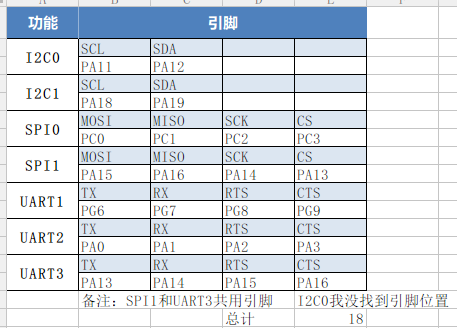 A B C D E F
功能 引脚
I2C0 SCL SDA
PA11 PA12
I2C1 SCL SDA
PA18 PA19
SPI0 MOSI MISO SCK CS
PC0 PC1 PC2 PC3
SPI1 MOSI MISO SCK CS
PA15 PA16 PA14 PA13
UART1 TX RX RTS CTS
PG6 PG7 PG8 PG9
UART2 TX RX RTS CTS
PA0 PA1 PA2 PA3
UART3 TX RX RTS CTS
PA13 PA14 PA15 PA16
备注：SPI1和UART3共用引脚 I2C0我没找到引脚位置
总计 18